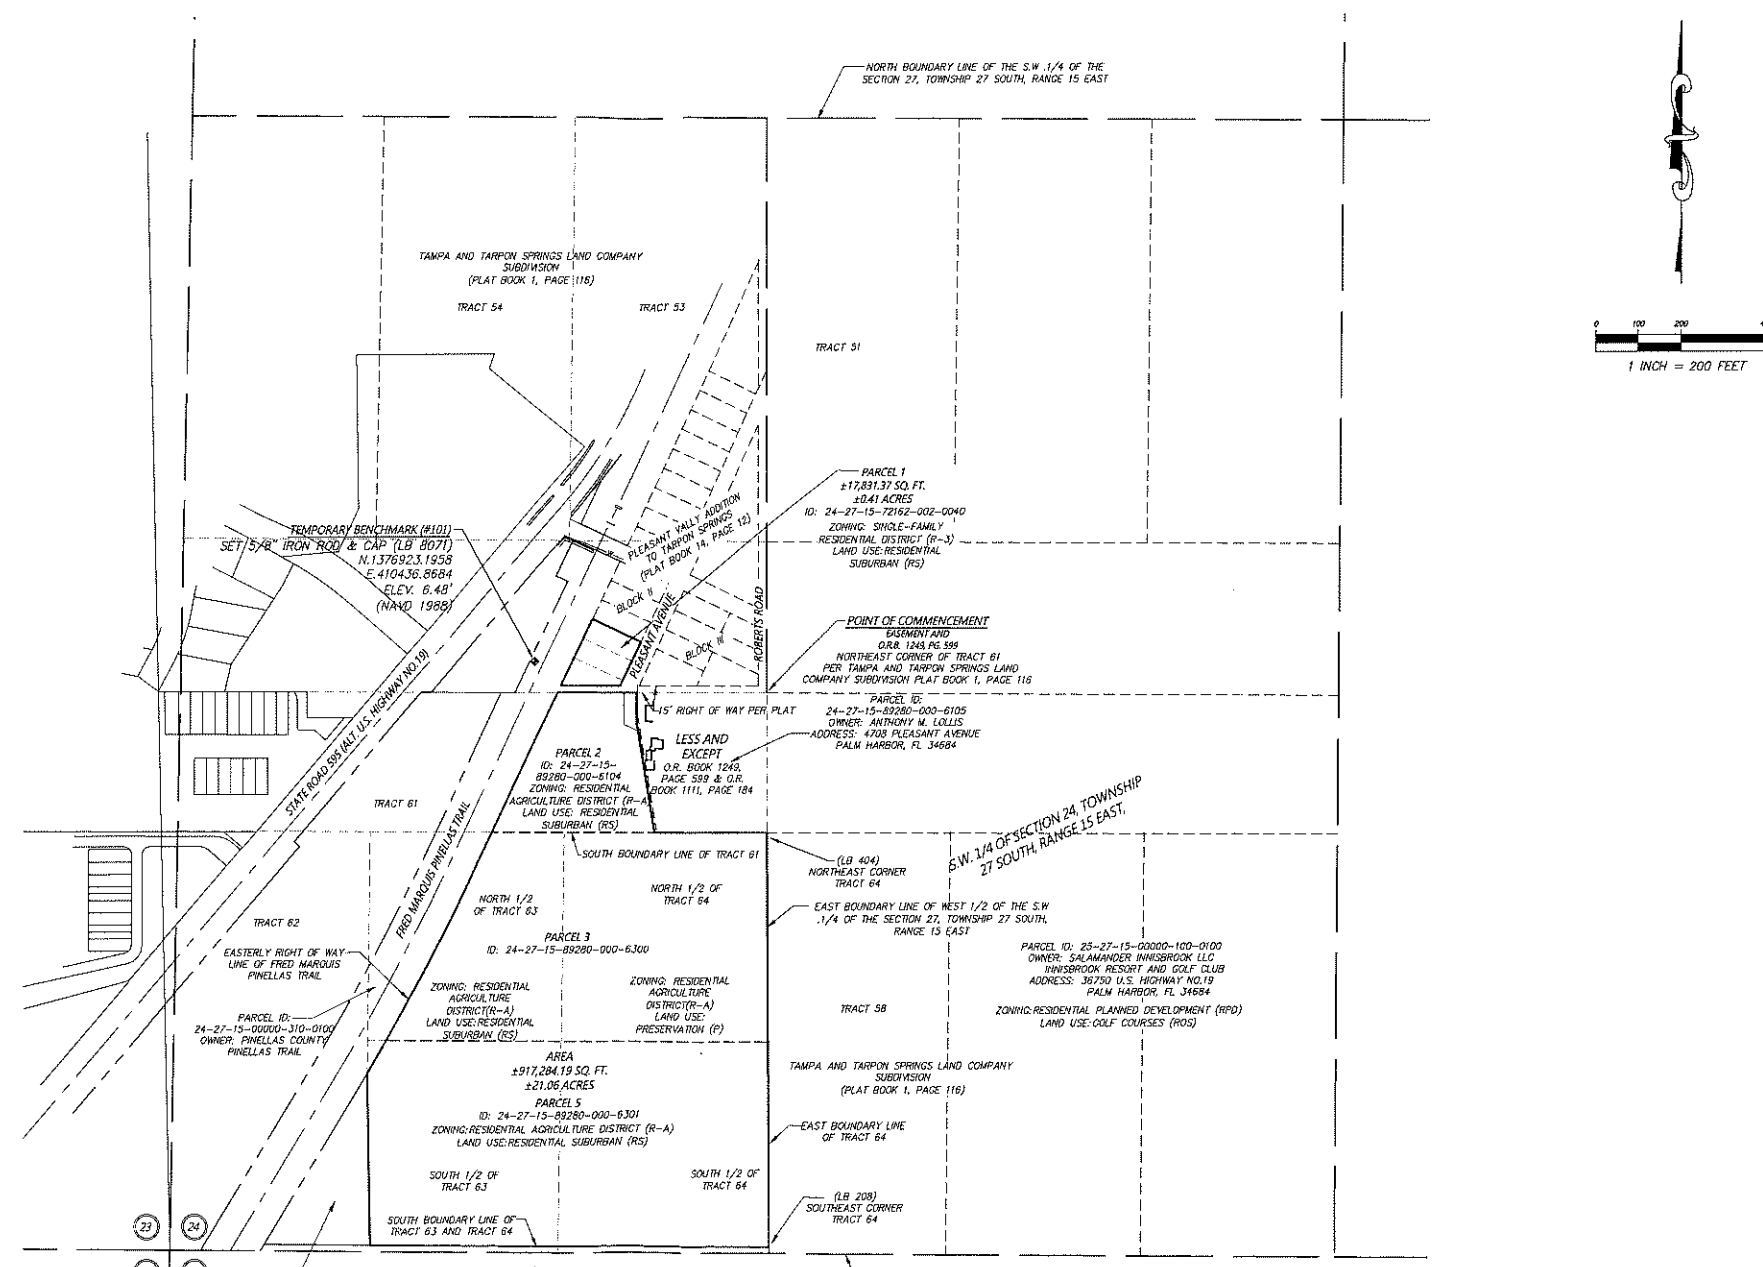 NORTH BOUNDARY LINE OF THE S.W .1/4 OF THE
SECTION 27, TOWNSHIP 27 SOUTH, RANGE 15 EAST
0 100 200
1 INCH = 200 FEET
TAMPA AND TARPON SPRINGS LAND COMPANY
SUBDIVISION
(PLAT BOOK 1, PAGE 116)
TRACT 54
TRACT 53
TRACT 51
PARCEL 1
±17,831.37 SQ. FT.
±0.41 ACRES
ID: 24-27-15-72162-002-0040
ZONING: SINGLE-FAMILY
RESIDENTIAL DISTRICT (R-3)
LAND USE:RESIDENTIAL
SUBURBAN (RS)
PLEASANT VALLY ADDITION
TO TARPON SPRINGS
(PLAT BOOK 14, PAGE 12)
TEMPORARY BENCHMARK (#101)
SET 5/8" IRON ROD & CAP (LB 8071)
N.1376923.1958
E.410436.8684
ELEV. 6.48'
(NAVD 1988)
BLOCK II
PLEASANT AVENUE
BLOCK III
ROBERTS ROAD
POINT OF COMMENCEMENT
EASEMENT AND
O.R.B. 1249, PG. 599
NORTHEAST CORNER OF TRACT 61
PER TAMPA AND TARPON SPRINGS LAND
COMPANY SUBDIVISION PLAT BOOK 1, PAGE 116
STATE ROAD 595 (ALT. U.S. HIGHWAY NO.19)
15' RIGHT OF WAY PER PLAT
PARCEL ID:
24-27-15-89280-000-6105
OWNER: ANTHONY M. LOLLIS
ADDRESS: 4708 PLEASANT AVENUE
PALM HARBOR, FL 34684
LESS AND
EXCEPT
O.R. BOOK 1249,
PAGE 599 & O.R.
BOOK 1111, PAGE 184
PARCEL 2
ID: 24-27-15-
89280-000-6104
ZONING: RESIDENTIAL
AGRICULTURE DISTRICT (R-A)
LAND USE: RESIDENTIAL
SUBURBAN (RS)
TRACT 61
FRED MARQUIS PINELLAS TRAIL
S.W. 1/4 OF SECTION 24, TOWNSHIP
27 SOUTH, RANGE 15 EAST,
SOUTH BOUNDARY LINE OF TRACT 61
(LB 404)
NORTHEAST CORNER
TRACT 64
NORTH 1/2
OF TRACT 63
NORTH 1/2 OF
TRACT 64
EAST BOUNDARY LINE OF WEST 1/2 OF THE S.W
.1/4 OF THE SECTION 27, TOWNSHIP 27 SOUTH,
RANGE 15 EAST
TRACT 62
PARCEL 3
ID: 24-27-15-89280-000-6300
EASTERLY RIGHT OF WAY
LINE OF FRED MARQUIS
PINELLAS TRAIL
PARCEL ID: 25-27-15-00000-100-0100
OWNER: SALAMANDER INNISBROOK LLC
INNISBROOK RESORT AND GOLF CLUB
ADDRESS: 36750 U.S. HIGHWAY NO.19
PALM HARBOR, FL 34684
ZONING:RESIDENTIAL PLANNED DEVELOPMENT (RPD)
LAND USE: GOLF COURSES (ROS)
ZONING: RESIDENTIAL
AGRICULTURE
DISTRICT(R-A)
LAND USE:RESIDENTIAL
SUBURBAN (RS)
ZONING: RESIDENTIAL
AGRICULTURE
DISTRICT(R-A)
LAND USE:
PRESERVATION (P)
TRACT 58
PARCEL ID:
24-27-15-00000-310-0100
OWNER: PINELLAS COUNTY
PINELLAS TRAIL
AREA
±917,284.19 SQ. FT.
±21.06 ACRES
PARCEL 5
ID: 24-27-15-89280-000-6301
ZONING:RESIDENTIAL AGRICULTURE DISTRICT (R-A)
LAND USE:RESIDENTIAL SUBURBAN (RS)
TAMPA AND TARPON SPRINGS LAND COMPANY
SUBDIVISION
(PLAT BOOK 1, PAGE 116)
EAST BOUNDARY LINE
OF TRACT 64
SOUTH 1/2 OF
TRACT 63
SOUTH 1/2 OF
TRACT 64
(LB 208)
SOUTHEAST CORNER
TRACT 64
23 24
SOUTH BOUNDARY LINE OF
TRACT 63 AND TRACT 64